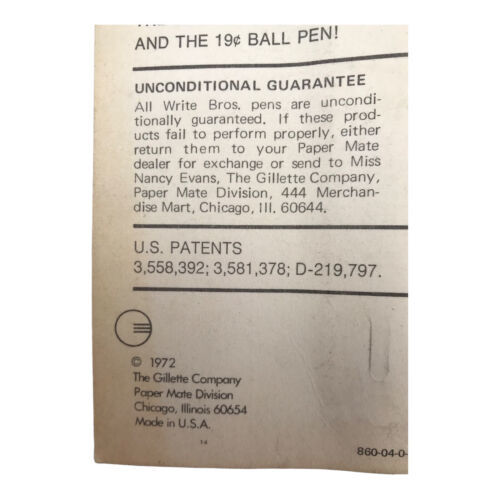 AND THE 19¢ BALL PEN!
UNCONDITIONAL GUARANTEE
All Write Bros. pens are uncondi-
tionally guaranteed. If these prod-
ucts fail to perform properly, either
return them to your Paper Mate
dealer for exchange or send to Miss
Nancy Evans, The Gillette Company,
Paper Mate Division, 444 Merchan-
dise Mart, Chicago, Ill. 60644.
U.S. PATENTS
3,558,392; 3,581,378; D-219,797.
© 1972
The Gillette Company
Paper Mate Division
Chicago, Illinois 60654
Made in U.S.A.
14
860-04-0-